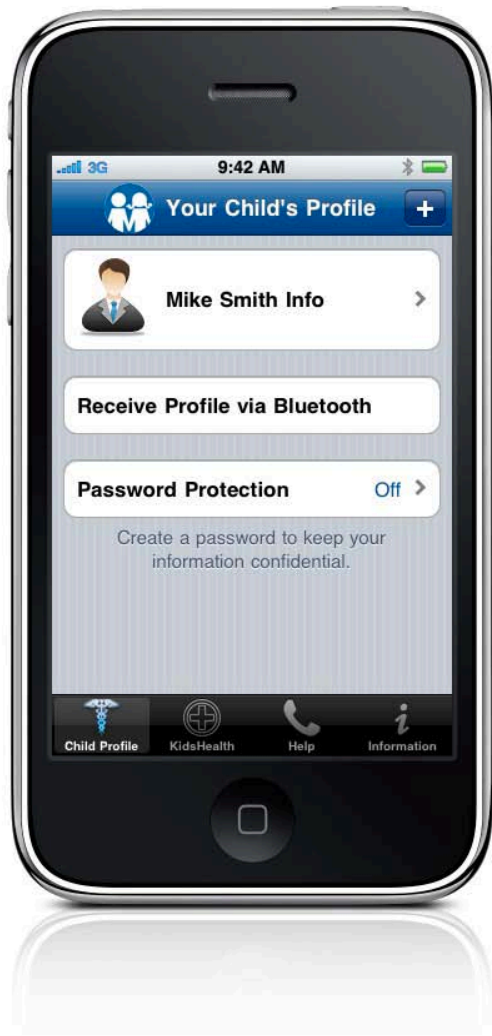 3G 9:42 AM
Your Child's Profile +
Mike Smith Info
Receive Profile via Bluetooth
Password Protection Off
Create a password to keep your
information confidential.
Child Profile KidsHealth Help Information